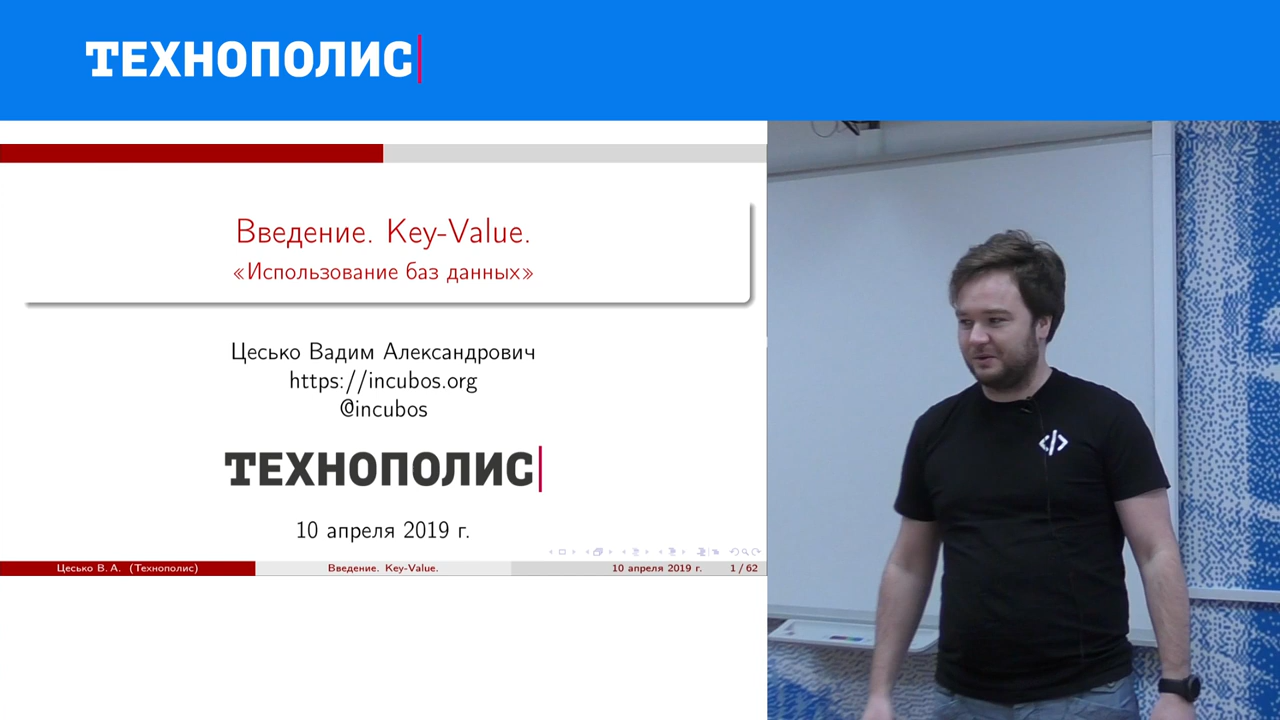 ТЕХНОПОЛИС
Введение. Key-Value.
«Использование баз данных»
Цесько Вадим Александрович
https://incubos.org
@incubos
ТЕХНОПОЛИС
10 апреля 2019 г.
Цесько В. А. (Технополис) Введение. Key-Value. 10 апреля 2019 г. 1 / 62